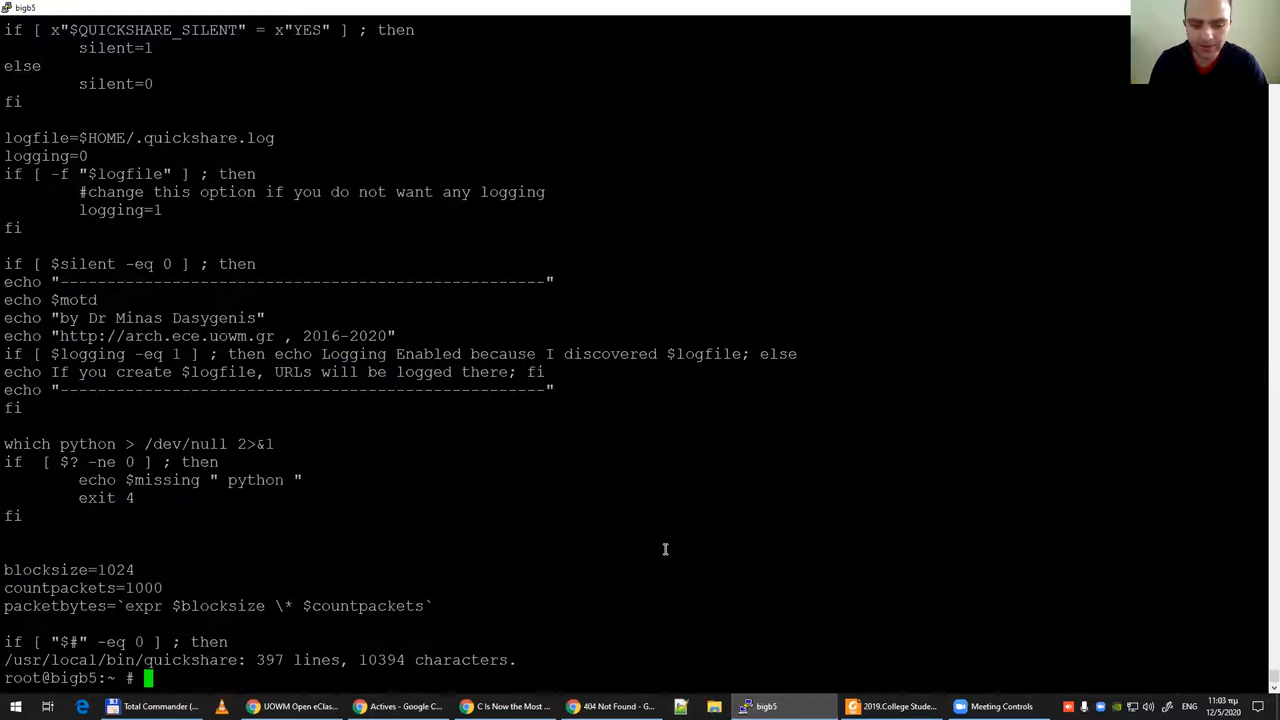 bigb5
if [ x"$QUICKSHARE_SILENT" = x"YES" ] ; then
silent=1
else
silent=0
fi
logfile=$HOME/.quickshare.log
logging=0
if [ -f "$logfile" ] ; then
#change this option if you do not want any logging
logging=1
fi
if [ $silent -eq 0 ] ; then
echo "-----------------------------------------------------"
echo $motd
echo "by Dr Minas Dasygenis"
echo "http://arch.ece.uowm.gr , 2016-2020"
if [ $logging -eq 1 ] ; then echo Logging Enabled because I discovered $logfile; else
echo If you create $logfile, URLs will be logged there; fi
echo "-----------------------------------------------------"
fi
which python > /dev/null 2>&1
if  [ $? -ne 0 ] ; then
echo $missing " python "
exit 4
fi
blocksize=1024
countpackets=1000
packetbytes=`expr $blocksize \* $countpackets`
if [ "$#" -eq 0 ] ; then
/usr/local/bin/quickshare: 397 lines, 10394 characters.
root@bigb5:~ #
Total Commander (... UOWM Open eClas... Actives - Google C... C Is Now the Most ... 404 Not Found - G... bigb5 2019.College Stude... Meeting Controls 11:03 πμ
12/5/2020